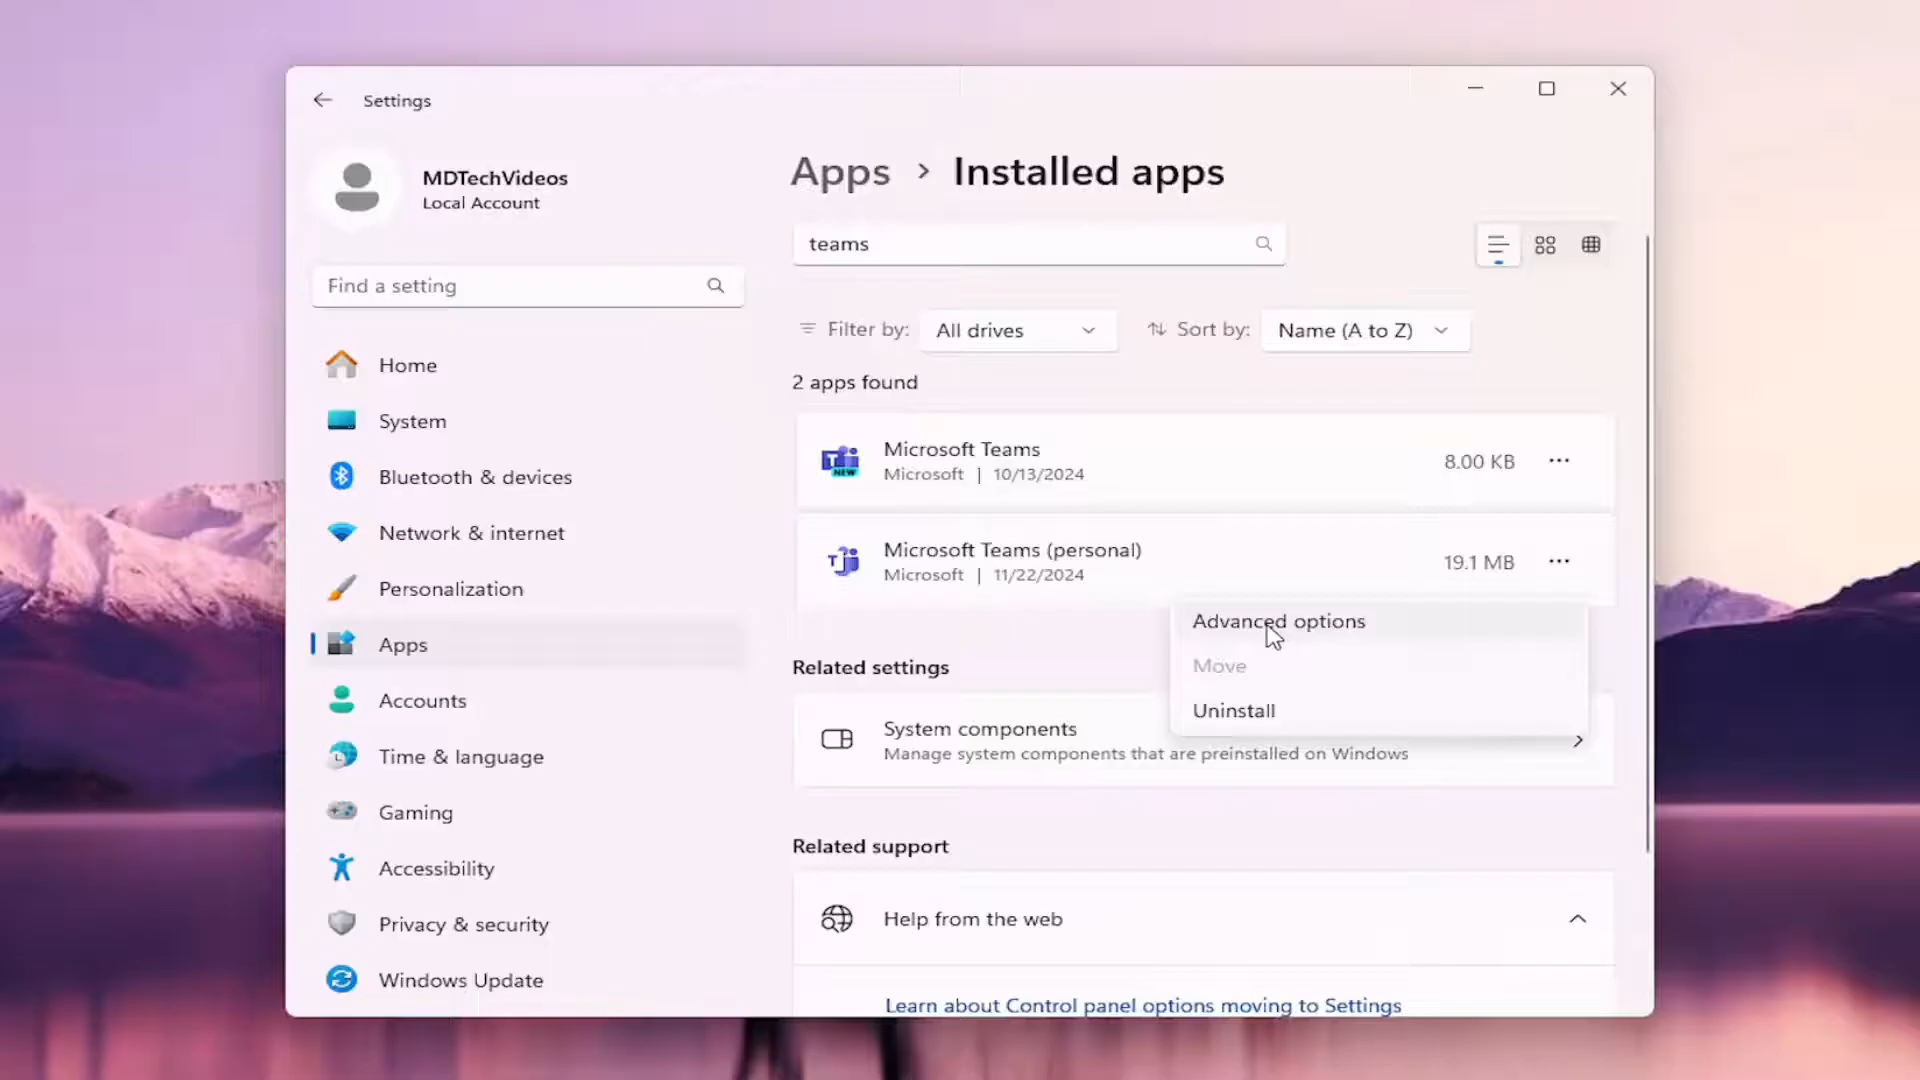 Settings
MDTechVideos
Local Account
Find a setting
Home
System
Bluetooth & devices
Network & internet
Personalization
Apps
Accounts
Time & language
Gaming
Accessibility
Privacy & security
Windows Update
Apps > Installed apps
teams
Filter by: All drives Sort by: Name (A to Z)
2 apps found
Microsoft Teams
Microsoft | 10/13/2024
8.00 KB
NEW
Microsoft Teams (personal)
Microsoft | 11/22/2024
19.1 MB
Advanced options
Move
Uninstall
Related settings
System components
Manage system components that are preinstalled on Windows
Related support
Help from the web
Learn about Control panel options moving to Settings